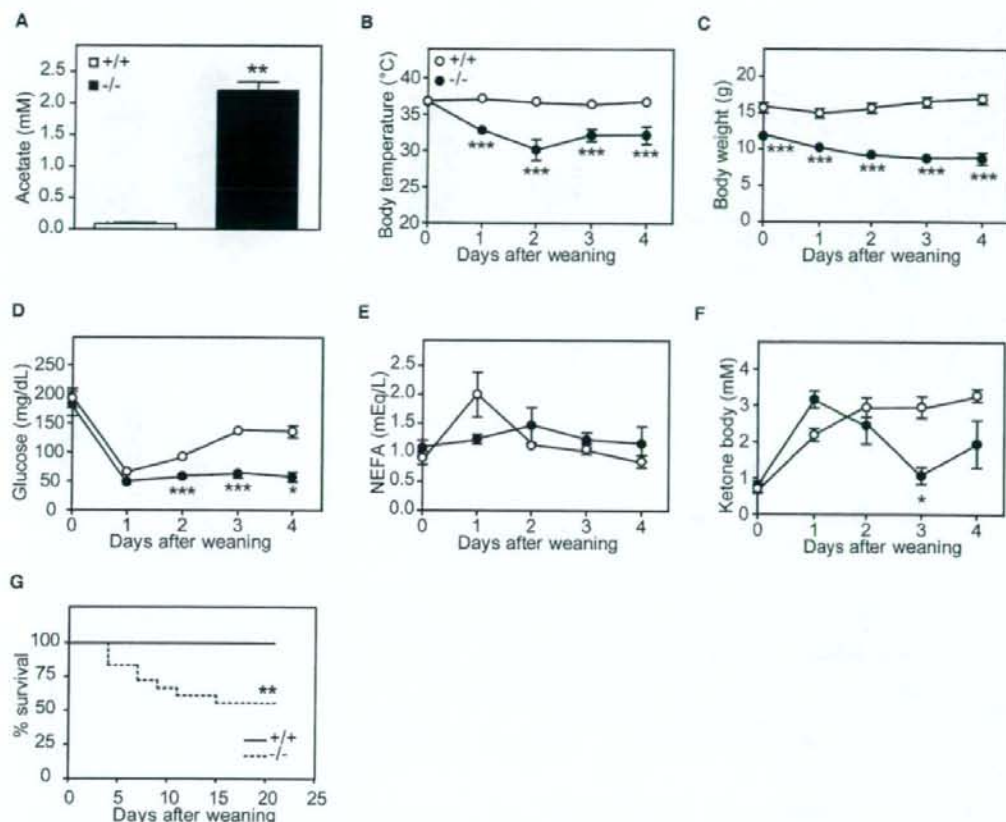 A
+/+
-/-
**
Acetate (mM)
2.5
2.0
1.5
1.0
0.5
0.0
B
+/+
-/-
Body temperature (°C)
40
35
30
25
20
***
***
***
***
0 1 2 3 4
Days after weaning
C
Body weight (g)
20
15
10
5
0
***
***
***
***
***
0 1 2 3 4
Days after weaning
D
Glucose (mg/dL)
250
200
150
100
50
0
***
***
*
0 1 2 3 4
Days after weaning
E
NEFA (mEq/L)
2.5
2.0
1.5
1.0
0.5
0.0
0 1 2 3 4
Days after weaning
F
Ketone body (mM)
4
3
2
1
0
*
0 1 2 3 4
Days after weaning
G
% survival
100
75
50
25
0
**
+/+
-/-
0 5 10 15 20 25
Days after weaning